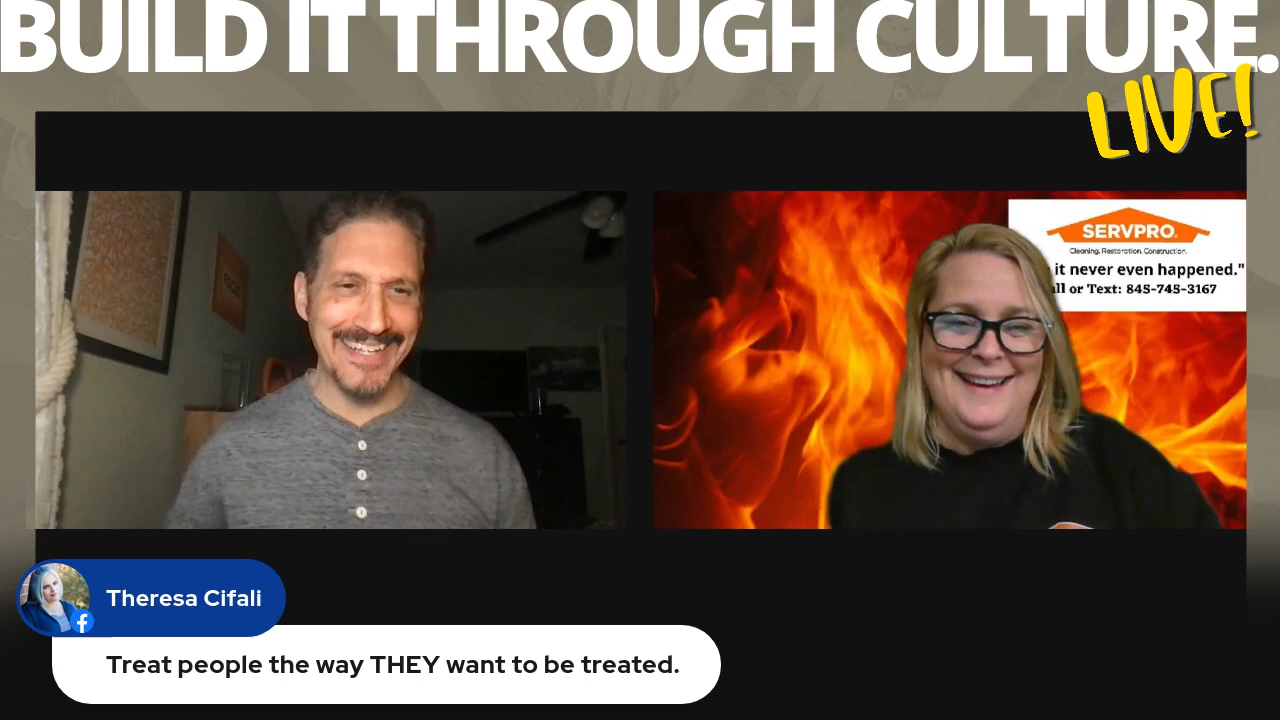 BUILD IT THROUGH CULTURE.
LIVE!
SERVPRO
Cleaning. Restoration. Construction.
it never even happened."
ll or Text: 845-745-3167
Theresa Cifali
Treat people the way THEY want to be treated.